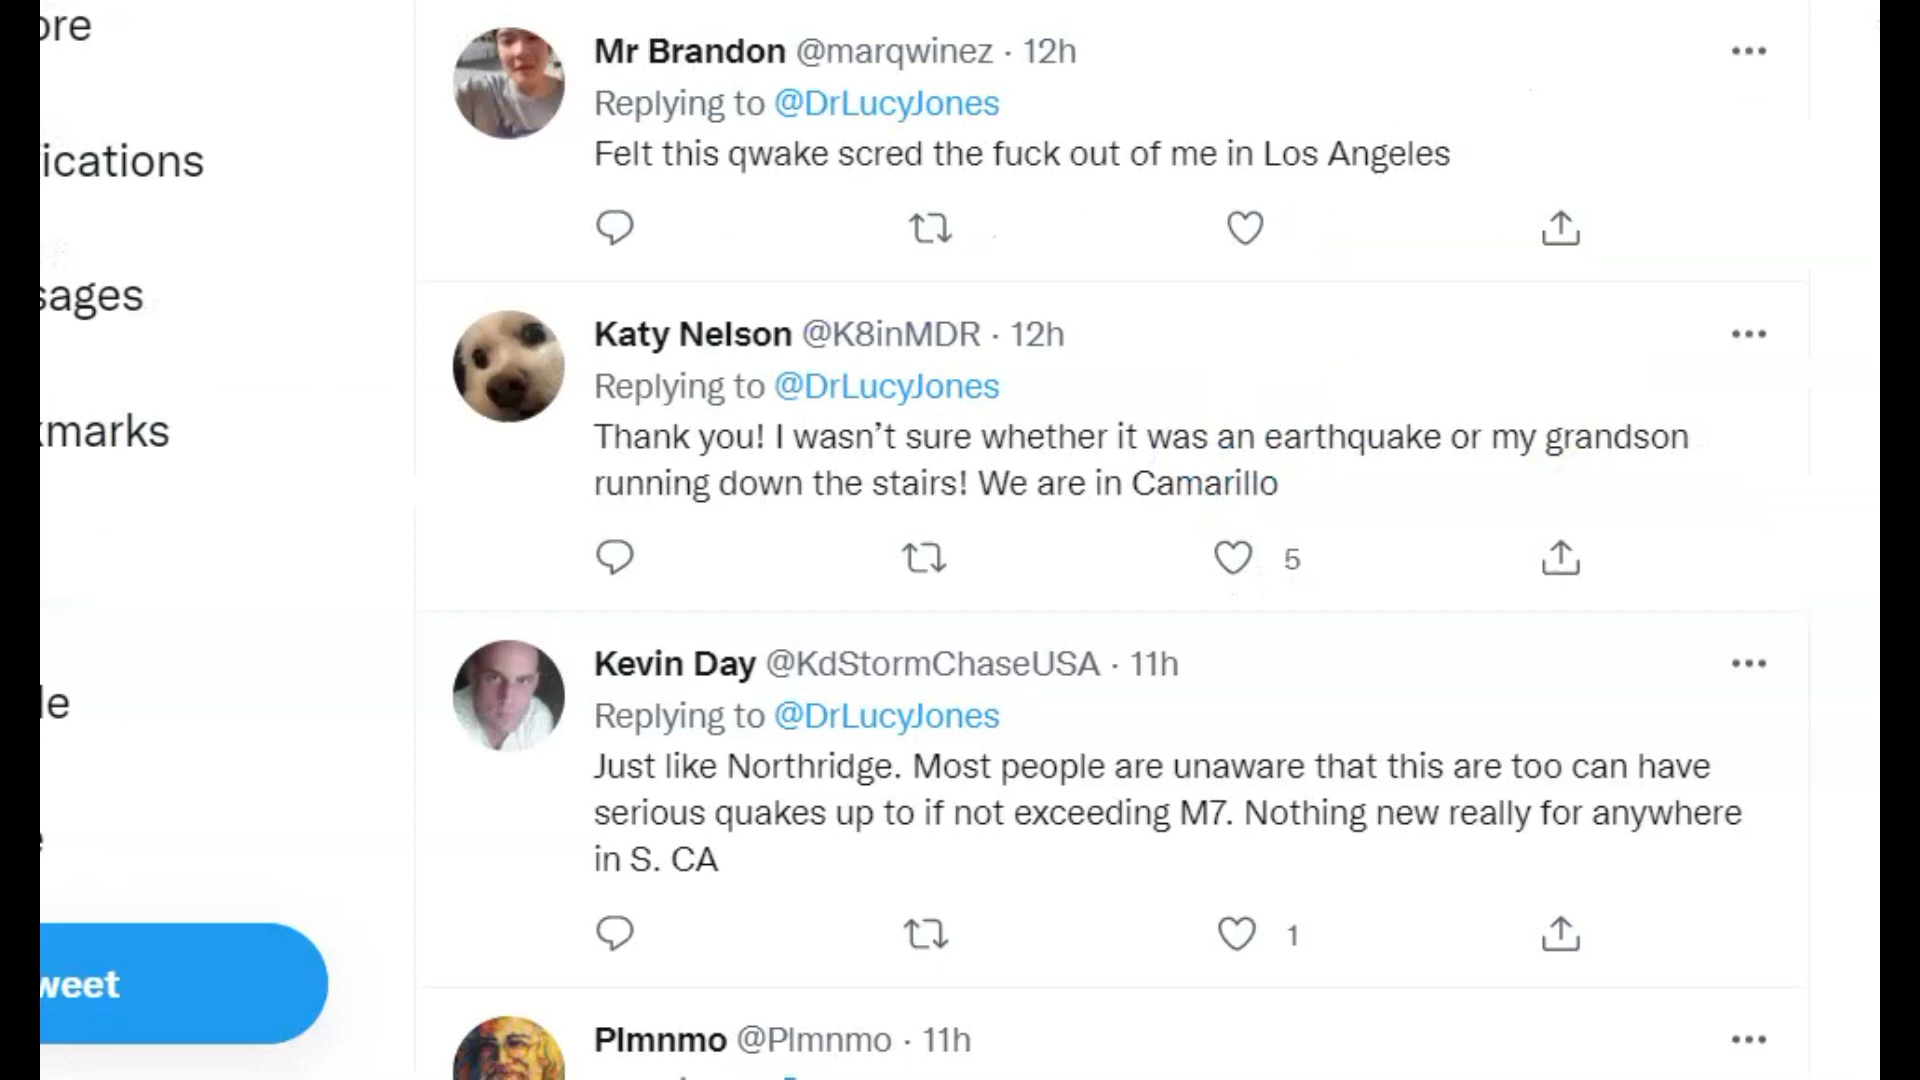 ore
Mr Brandon @marqwinez · 12h
Replying to @DrLucyJones
Felt this qwake scred the fuck out of me in Los Angeles
ications
sages
Katy Nelson @K8inMDR · 12h
Replying to @DrLucyJones
Thank you! I wasn’t sure whether it was an earthquake or my grandson
running down the stairs! We are in Camarillo
5
kmarks
Kevin Day @KdStormChaseUSA · 11h
Replying to @DrLucyJones
Just like Northridge. Most people are unaware that this are too can have
serious quakes up to if not exceeding M7. Nothing new really for anywhere
in S. CA
1
le
weet
Plmnmo @Plmnmo · 11h